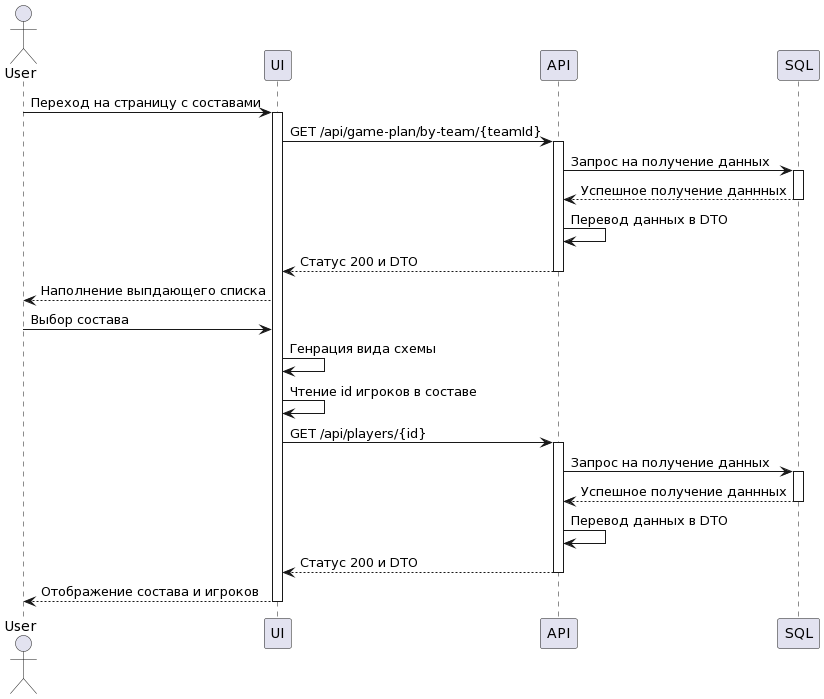 User
UI
API
SQL
Переход на страницу с составами
GET /api/game-plan/by-team/{teamId}
Запрос на получение данных
Успешное получение даннных
Перевод данных в DTO
Статус 200 и DTO
Наполнение выпдающего списка
Выбор состава
Генрация вида схемы
Чтение id игроков в составе
GET /api/players/{id}
Запрос на получение данных
Успешное получение даннных
Перевод данных в DTO
Статус 200 и DTO
Отображение состава и игроков
User
UI
API
SQL